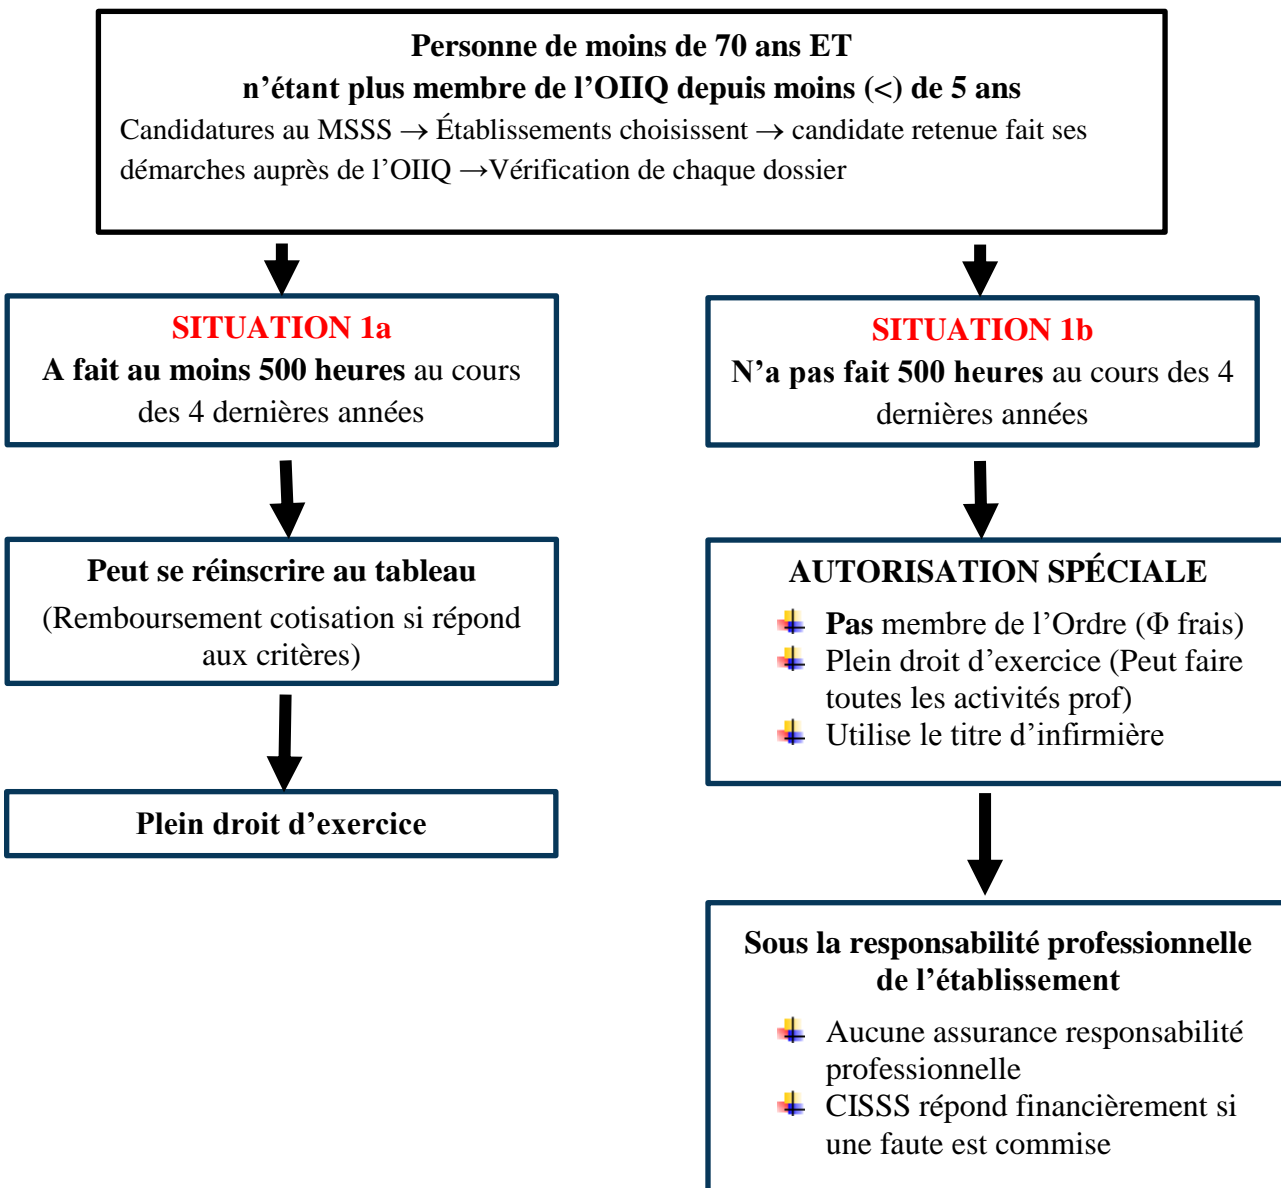 Personne de moins de 70 ans ET
n’étant plus membre de l’OIIQ depuis moins (<) de 5 ans
Candidatures au MSSS → Établissements choisissent → candidate retenue fait ses
démarches auprès de l’OIIQ →Vérification de chaque dossier
SITUATION 1a
A fait au moins 500 heures au cours
des 4 dernières années
Peut se réinscrire au tableau
(Remboursement cotisation si répond
aux critères)
Plein droit d’exercice
SITUATION 1b
N’a pas fait 500 heures au cours des 4
dernières années
AUTORISATION SPÉCIALE
Pas membre de l’Ordre (Φ frais)
Plein droit d’exercice (Peut faire
toutes les activités prof)
Utilise le titre d’infirmière
Sous la responsabilité professionnelle
de l’établissement
Aucune assurance responsabilité
professionnelle
CISSS répond financièrement si
une faute est commise